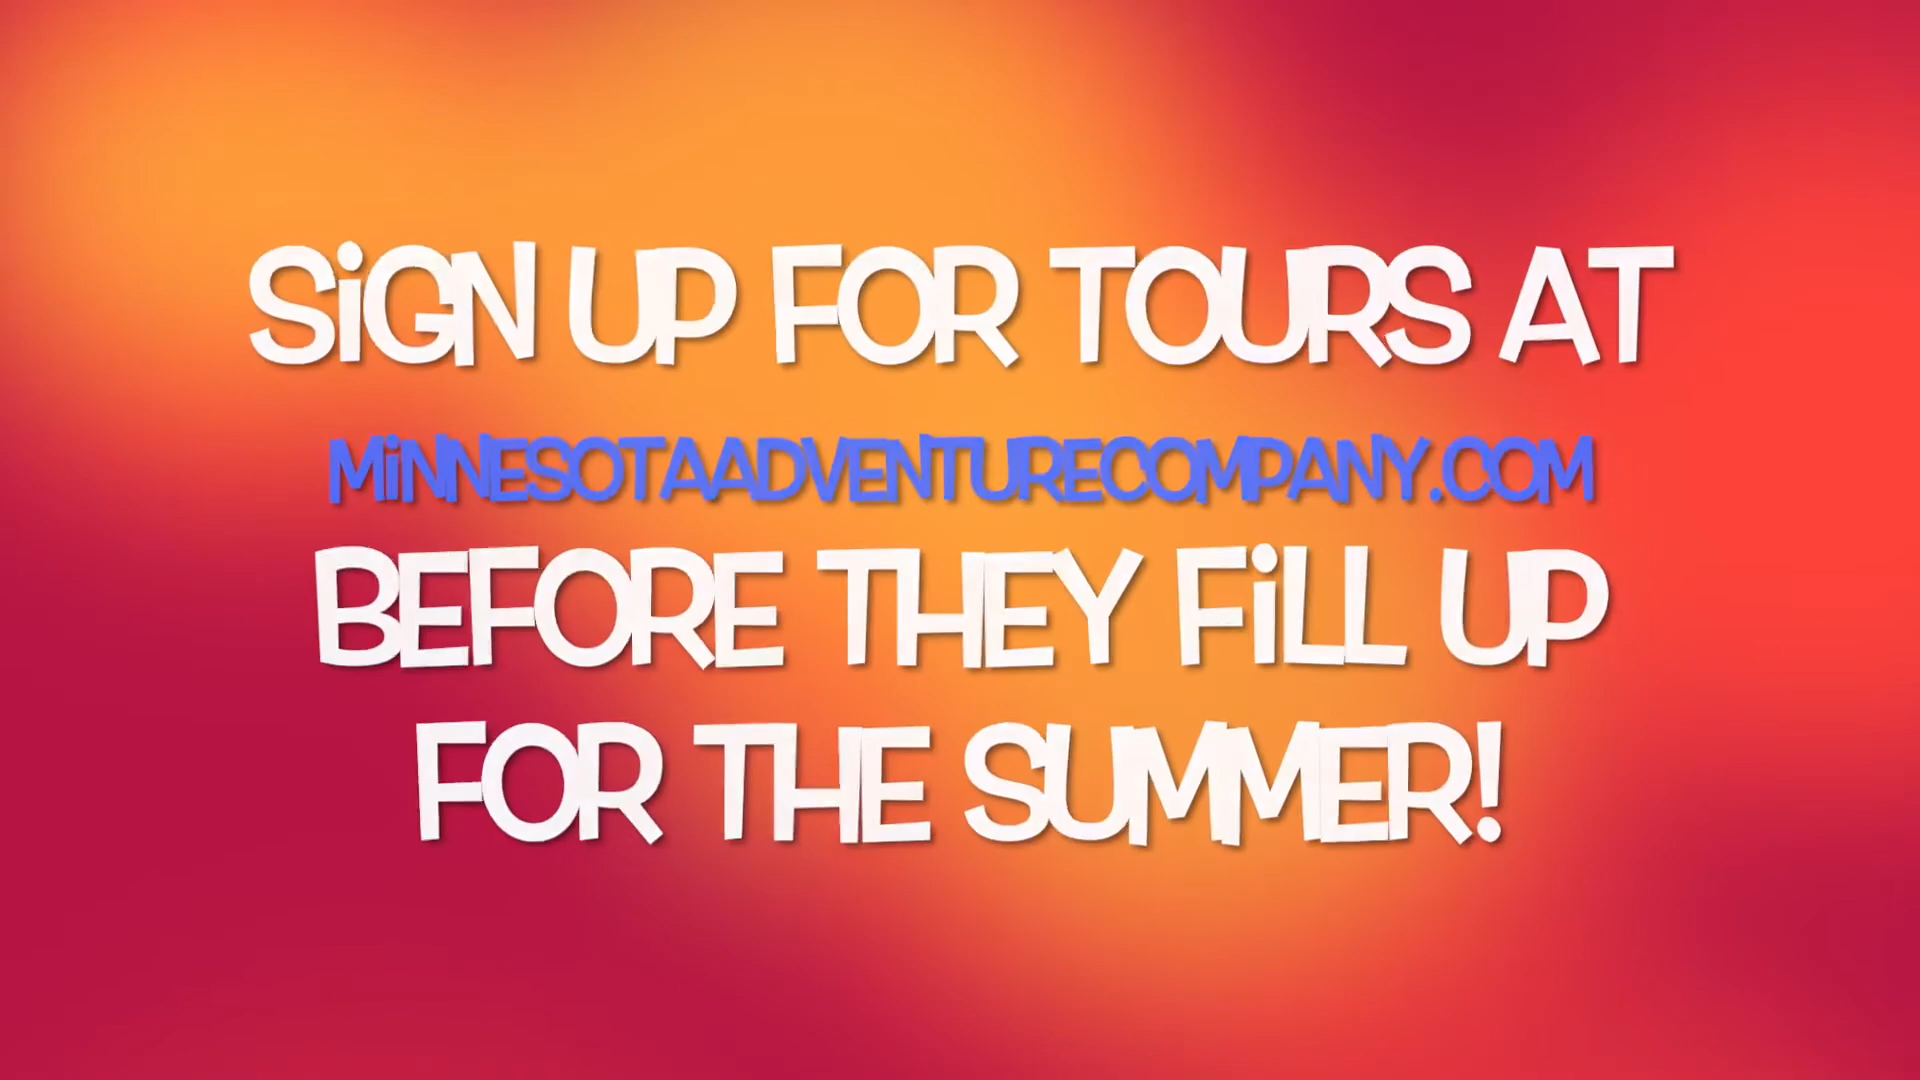 SiGN UP FOR TOURS AT
MiNNESOTAADVENTURECOMPANY.COM
BEFORE THEY FiLL UP
FOR THE SUMMER!